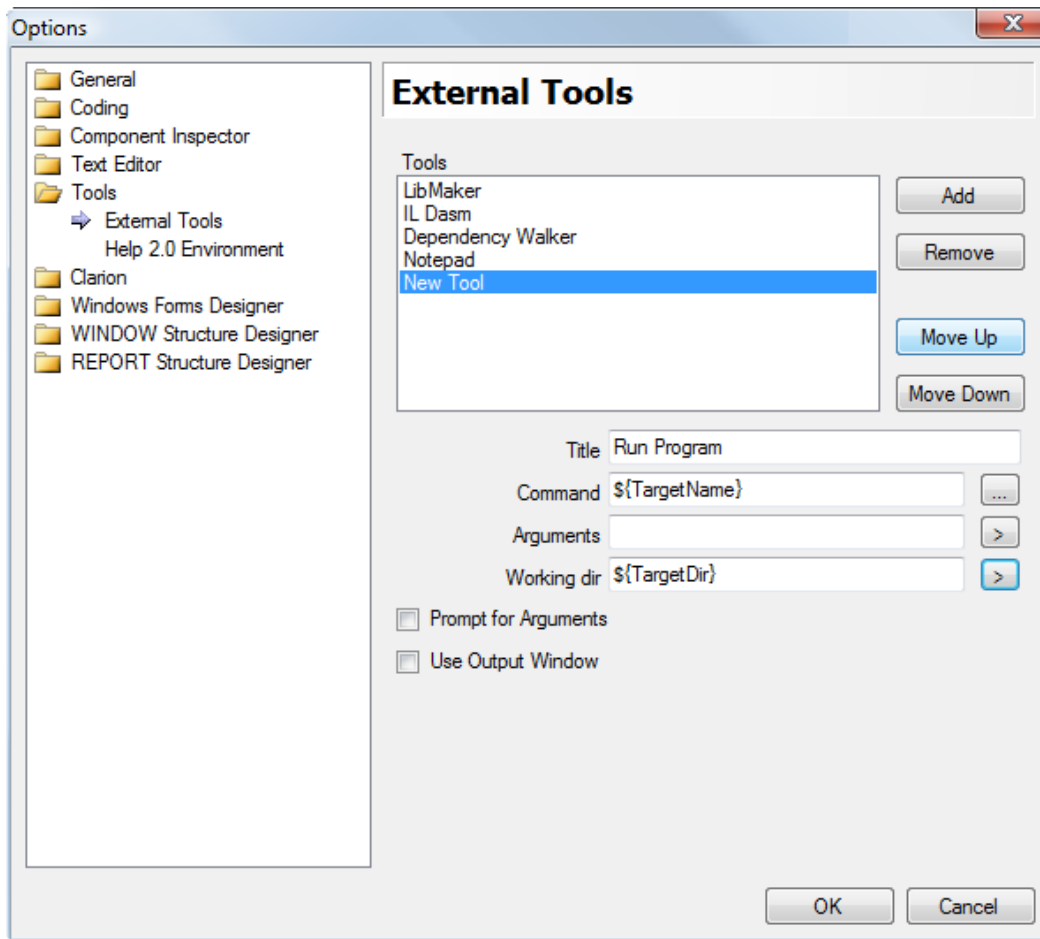 Options
X
General
Coding
Component Inspector
Text Editor
Tools
External Tools
Help 2.0 Environment
Clarion
Windows Forms Designer
WINDOW Structure Designer
REPORT Structure Designer
External Tools
Tools
LibMaker
IL Dasm
Dependency Walker
Notepad
New Tool
Add
Remove
Move Up
Move Down
Title Run Program
Command ${TargetName} ...
Arguments >
Working dir ${TargetDir} >
Prompt for Arguments
Use Output Window
OK Cancel